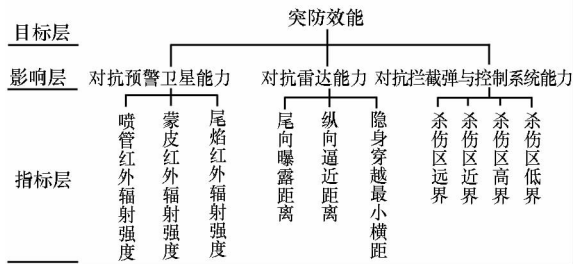 突防效能
目标层
影响层
对抗预警卫星能力
对抗雷达能力
对抗拦截弹与控制系统能力
指标层
喷管红外辐射强度
蒙皮红外辐射强度
尾焰红外辐射强度
尾向曝露距离
纵向逼近距离
隐身穿越最小横距
杀伤区远界
杀伤区近界
杀伤区高界
杀伤区低界